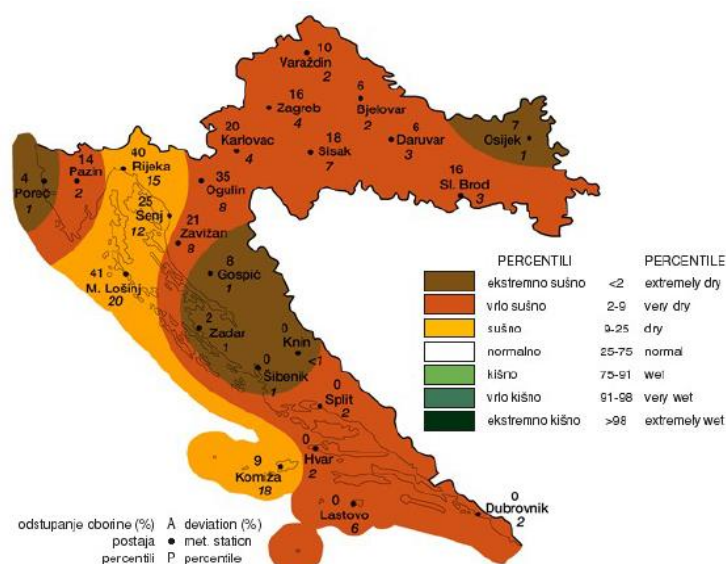 10
Varaždin
2
16
Zagreb
4
6
Bjelovar
2
20
Karlovac
4
18
Sisak
7
6
Daruvar
3
7
Osijek
1
16
Sl. Brod
3
4
Poreč
1
14
Pazin
2
40
Rijeka
15
35
Ogulin
8
25
Senj
12
21
Zavižan
8
41
M. Lošinj
20
8
Gospić
1
2
Zadar
1
0
Knin
<1
0
Šibenik
1
0
Split
2
0
Hvar
2
9
Komiža
18
0
Lastovo
6
0
Dubrovnik
2
PERCENTILI PERCENTILE
ekstremno sušno <2 extremely dry
vrlo sušno 2-9 very dry
sušno 9-25 dry
normalno 25-75 normal
kišno 75-91 wet
vrlo kišno 91-98 very wet
ekstremno kišno >98 extremely wet
odstupanje oborine (%) A deviation (%)
postaja ● met. station
percentili P percentile